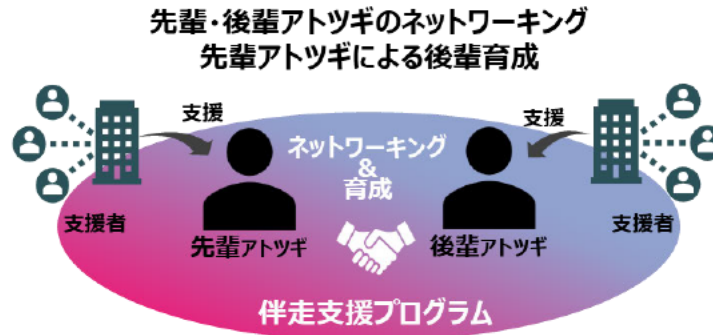 先輩・後輩アトツギのネットワーキング
先輩アトツギによる後輩育成
支援
支援
ネットワーキング
&
育成
支援者
先輩アトツギ
後輩アトツギ
支援者
伴走支援プログラム